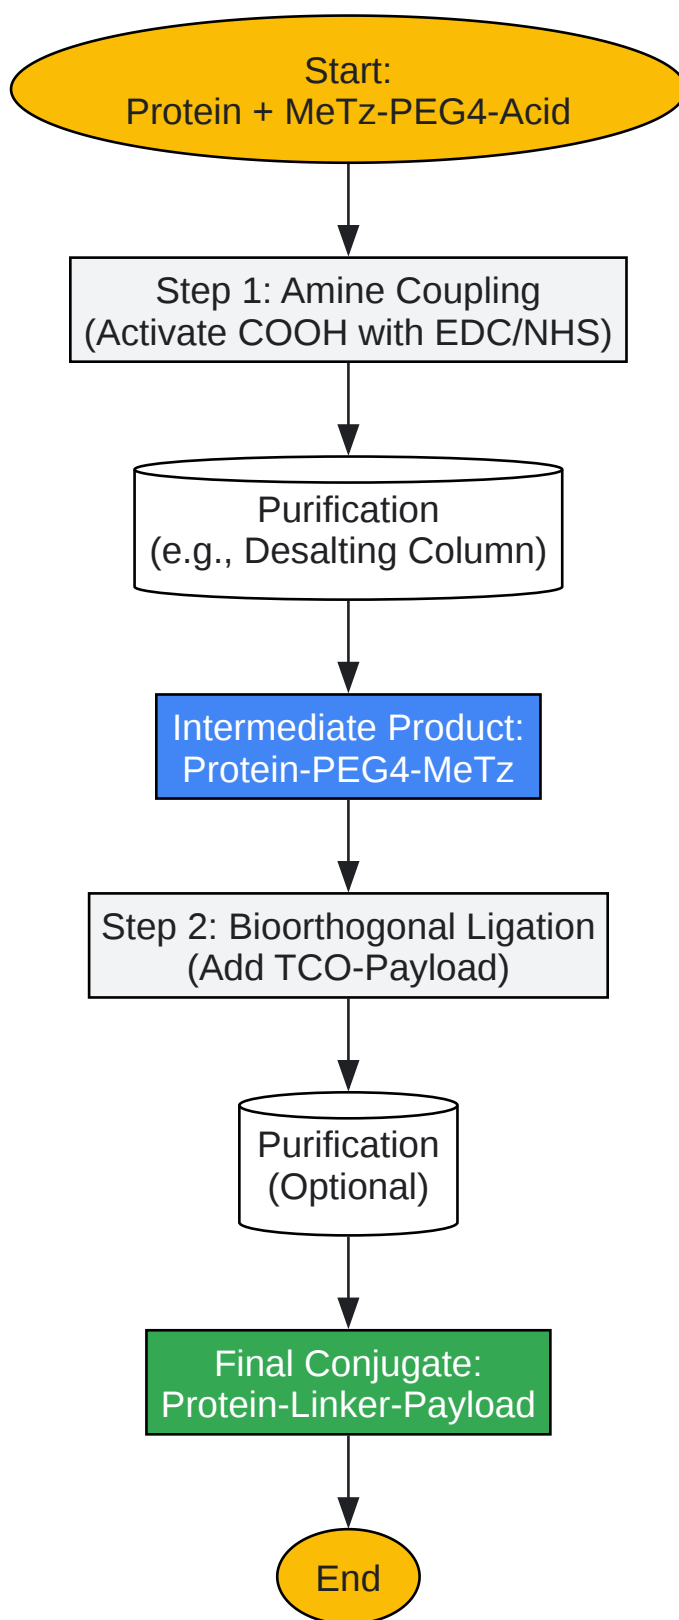 Start:
Protein + MeTz-PEG4-Acid
Step 1: Amine Coupling
(Activate COOH with EDC/NHS)
Purification
(e.g., Desalting Column)
Intermediate Product:
Protein-PEG4-MeTz
Step 2: Bioorthogonal Ligation
(Add TCO-Payload)
Purification
(Optional)
Final Conjugate:
Protein-Linker-Payload
End